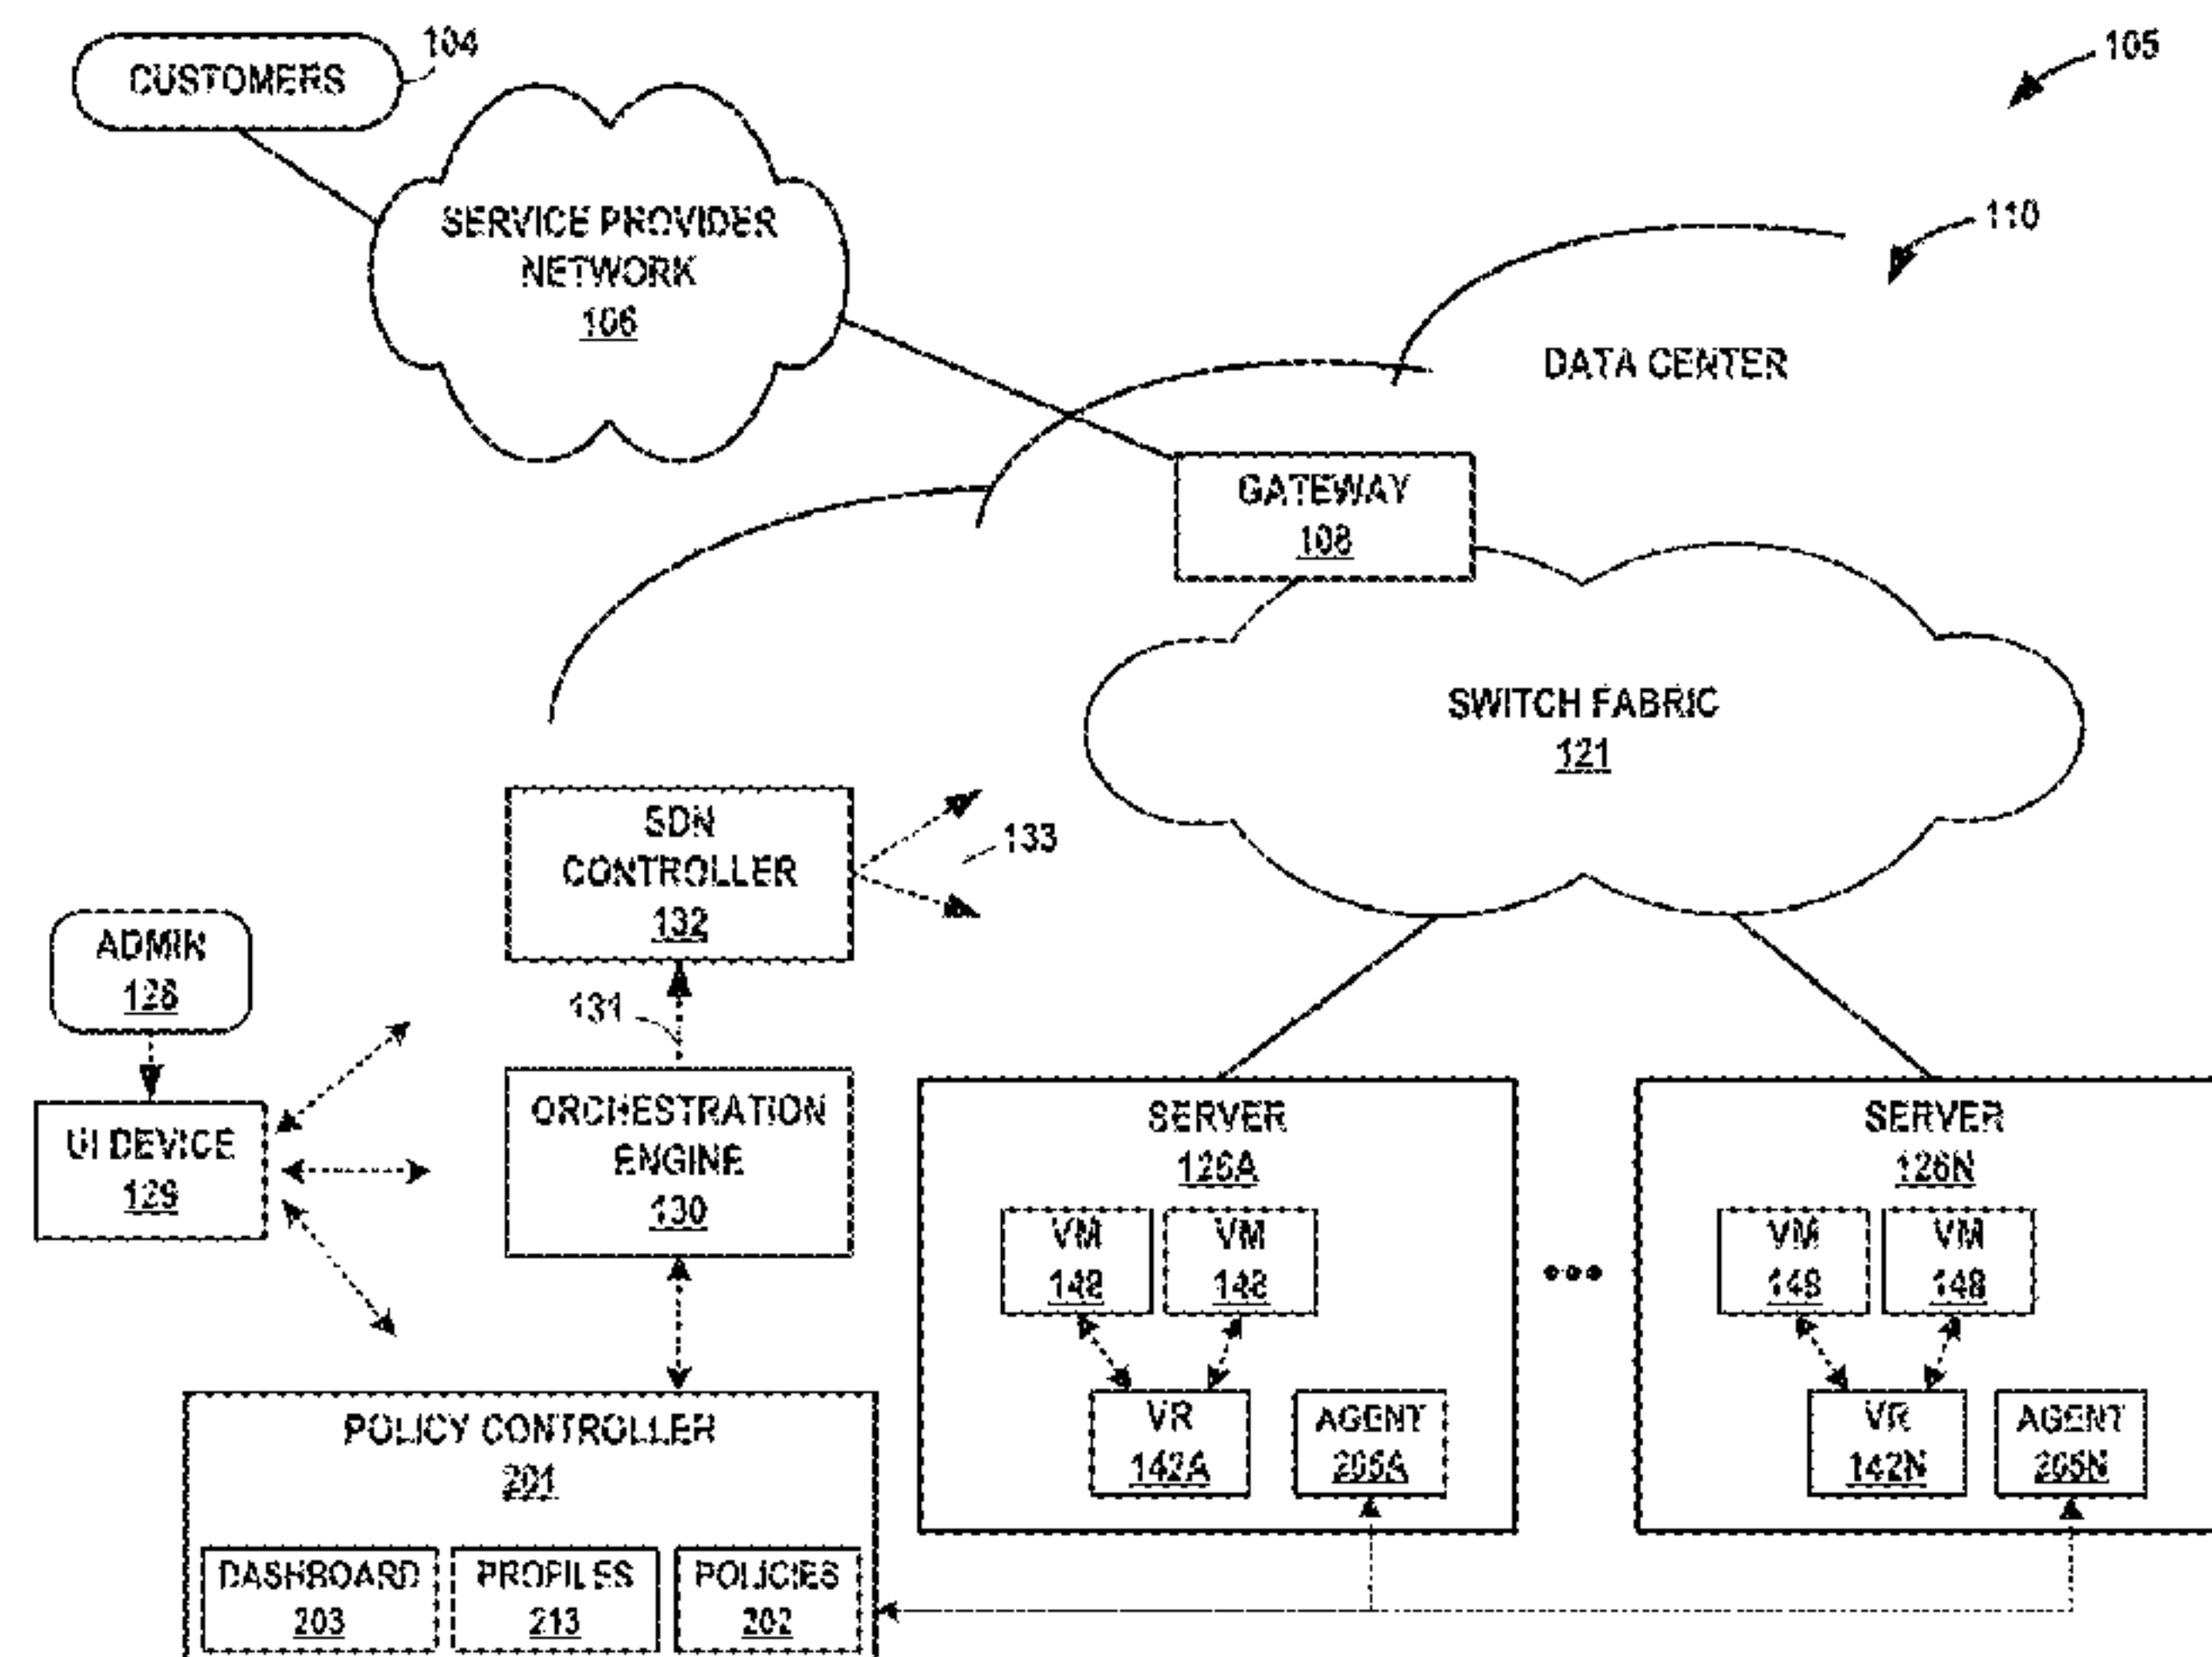 CUSTOMERS
104
105
SERVICE PROVIDER
NETWORK
106
110
DATA CENTER
GATEWAY
108
SWITCH FABRIC
121
SDN
CONTROLLER
132
133
ADMIN
128
131
UI DEVICE
129
ORCHESTRATION
ENGINE
130
SERVER
126A
VM
148
VM
148
VR
142A
AGENT
205A
SERVER
126N
VM
148
VM
148
VR
142N
AGENT
205N
POLICY CONTROLLER
201
DASHBOARD
203
PROFILES
213
POLICIES
202